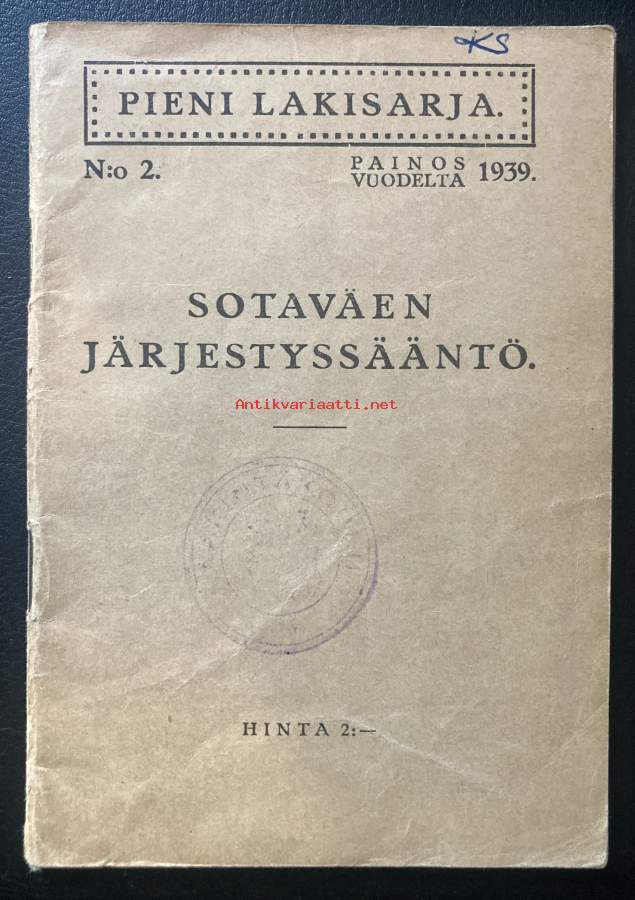 KS
PIENI LAKISARJA.
N:o 2. PAINOS VUODELTA 1939.
SOTAVÄEN
JÄRJESTYSSÄÄNTÖ.
Antikvariaatti.net
HINTA 2:—